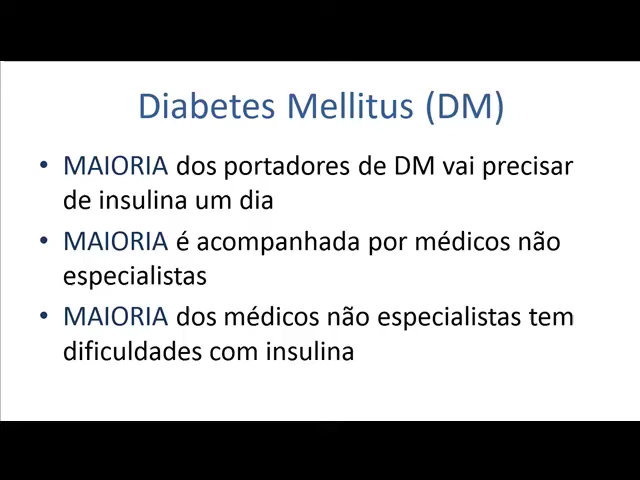 Diabetes Mellitus (DM)
• MAIORIA dos portadores de DM vai precisar
de insulina um dia
• MAIORIA é acompanhada por médicos não
especialistas
• MAIORIA dos médicos não especialistas tem
dificuldades com insulina